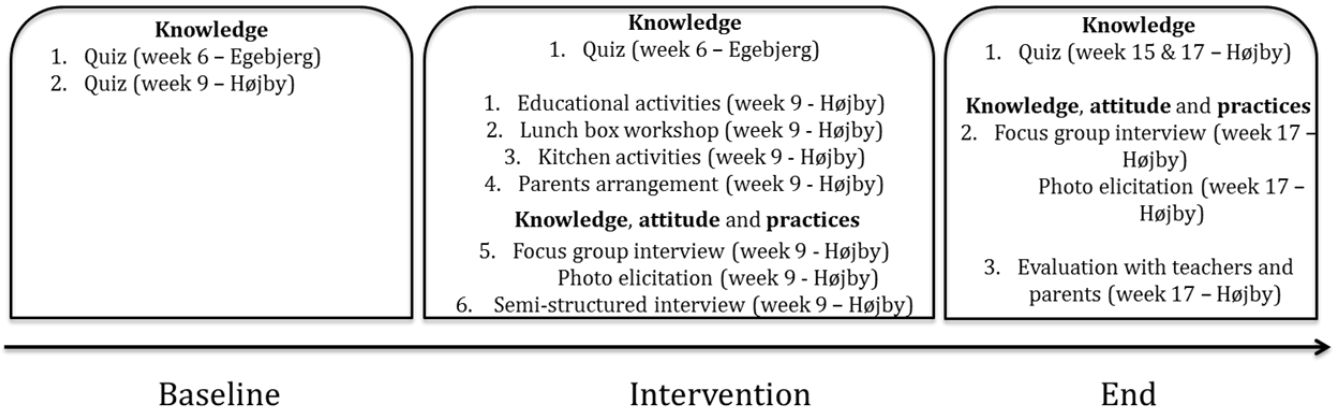 Knowledge
1. Quiz (week 6 – Egebjerg)
2. Quiz (week 9 – Højby)
Knowledge
1. Quiz (week 6 – Egebjerg)
1. Educational activities (week 9 - Højby)
2. Lunch box workshop (week 9 - Højby)
3. Kitchen activities (week 9 - Højby)
4. Parents arrangement (week 9 - Højby)
Knowledge, attitude and practices
5. Focus group interview (week 9 - Højby)
Photo elicitation (week 9 - Højby)
6. Semi-structured interview (week 9 – Højby)
Knowledge
1. Quiz (week 15 & 17 – Højby)
Knowledge, attitude and practices
2. Focus group interview (week 17 –
Højby)
Photo elicitation (week 17 –
Højby)
3. Evaluation with teachers and
parents (week 17 – Højby)
Baseline
Intervention
End